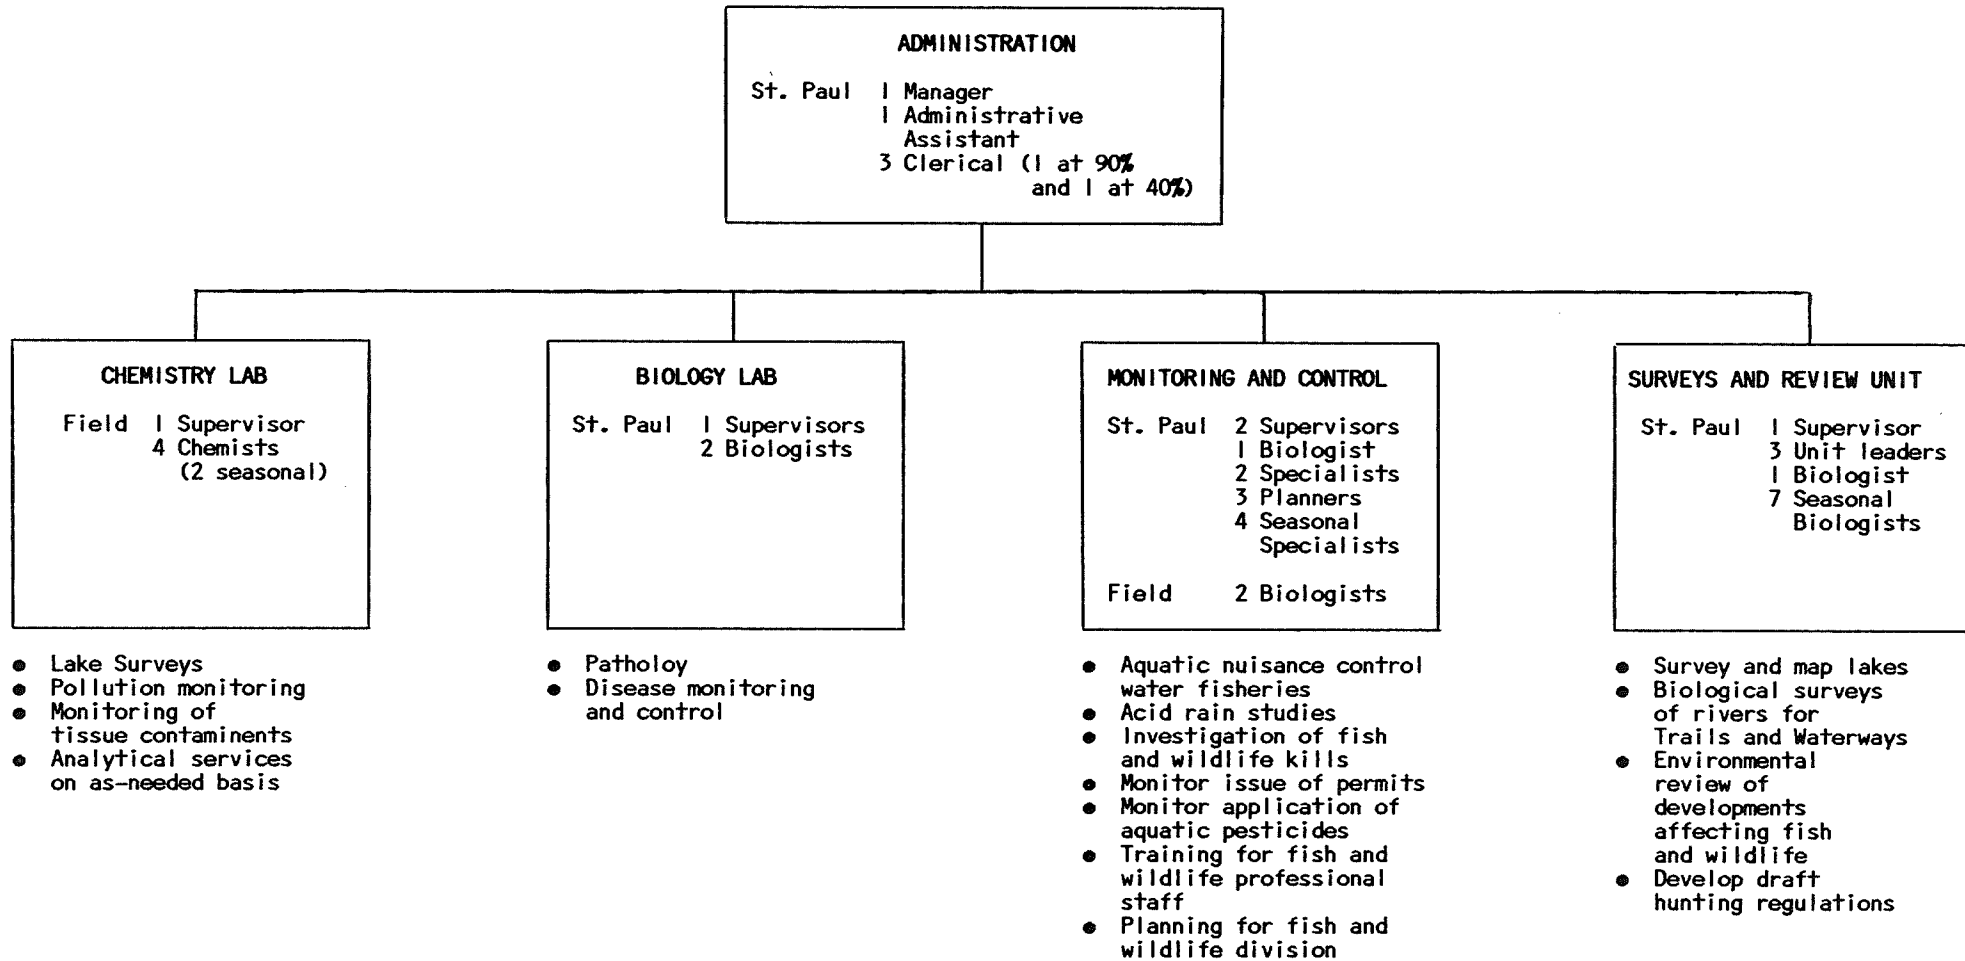 ADMINISTRATION
St. Paul 1 Manager
1 Administrative
Assistant
3 Clerical (1 at 90%
and 1 at 40%)
CHEMISTRY LAB
Field 1 Supervisor
4 Chemists
(2 seasonal)
● Lake Surveys
● Pollution monitoring
● Monitoring of
tissue contaminents
● Analytical services
on as-needed basis
BIOLOGY LAB
St. Paul 1 Supervisors
2 Biologists
● Patholoy
● Disease monitoring
and control
MONITORING AND CONTROL
St. Paul 2 Supervisors
1 Biologist
2 Specialists
3 Planners
4 Seasonal
Specialists
Field 2 Biologists
● Aquatic nuisance control
water fisheries
● Acid rain studies
● Investigation of fish
and wildlife kills
● Monitor issue of permits
● Monitor application of
aquatic pesticides
● Training for fish and
wildlife professional
staff
● Planning for fish and
wildlife division
SURVEYS AND REVIEW UNIT
St. Paul 1 Supervisor
3 Unit leaders
1 Biologist
7 Seasonal
Biologists
● Survey and map lakes
● Biological surveys
of rivers for
Trails and Waterways
● Environmental
review of
developments
affecting fish
and wildlife
● Develop draft
hunting regulations